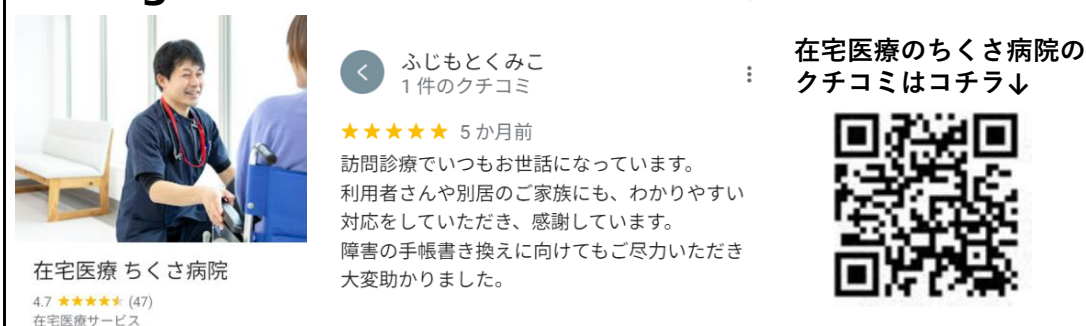 g
在宅医療 ちくさ病院
4.7 ★★★★★ (47)
在宅医療サービス
く
ふじもとくみこ
1 件のクチコミ
★★★★★ 5 か月前
訪問診療でいつもお世話になっています。
利用者さんや別居のご家族にも、わかりやすい
対応をしていただき、感謝しています。
障害の手帳書き換えに向けてもご尽力いただき
大変助かりました。
在宅医療のちくさ病院の
クチコミはコチラ↓